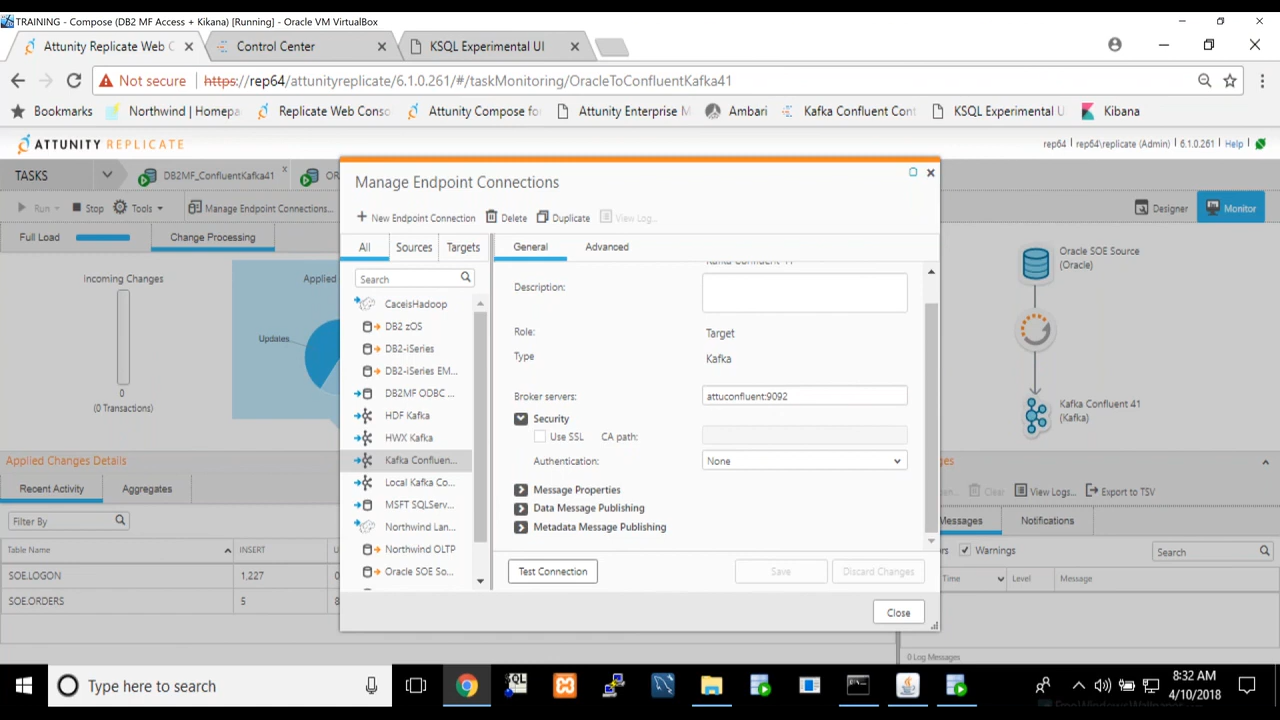 TRAINING - Compose (DB2 MF Access + Kikana) [Running] - Oracle VM VirtualBox
Attunity Replicate Web C
Control Center
KSQL Experimental UI
Not secure
https://rep64/attunityreplicate/6.1.0.261/#/taskMonitoring/OracleToConfluentKafka41
Bookmarks
Northwind | Homepa
Replicate Web Conso
Attunity Compose for
Attunity Enterprise M
Ambari
Kafka Confluent Cont
KSQL Experimental U
Kibana
ATTUNITY REPLICATE
rep64 | rep64\replicate (Admin) | 6.1.0.261 | Help |
TASKS
DB2MF_ConfluentKafka41
Run
Stop
Tools
Manage Endpoint Connections...
Designer
Monitor
Full Load
Change Processing
Incoming Changes
Applied
Updates
0
(0 Transactions)
Manage Endpoint Connections
New Endpoint Connection
Delete
Duplicate
View Log...
All
Sources
Targets
General
Advanced
Search
CaceisHadoop
DB2 zOS
DB2-iSeries
DB2-iSeries EM...
DB2MF ODBC ...
HDF Kafka
HWX Kafka
Kafka Confluen...
Local Kafka Co...
MSFT SQLServ...
Northwind Lan...
Northwind OLTP
Oracle SOE So...
Description:
Role:
Target
Type
Kafka
Broker servers:
attuconfluent:9092
Security
Use SSL
CA path:
Authentication:
None
Message Properties
Data Message Publishing
Metadata Message Publishing
Test Connection
Save
Discard Changes
Close
Oracle SOE Source
(Oracle)
Kafka Confluent 41
(Kafka)
Applied Changes Details
Recent Activity
Aggregates
Filter By
Table Name
INSERT
SOE.LOGON
1,227
0
SOE.ORDERS
5
8
Clear
View Logs...
Export to TSV
Messages
Notifications
Warnings
Search
Time
Level
Message
0 Log Messages
Type here to search
8:32 AM
4/10/2018